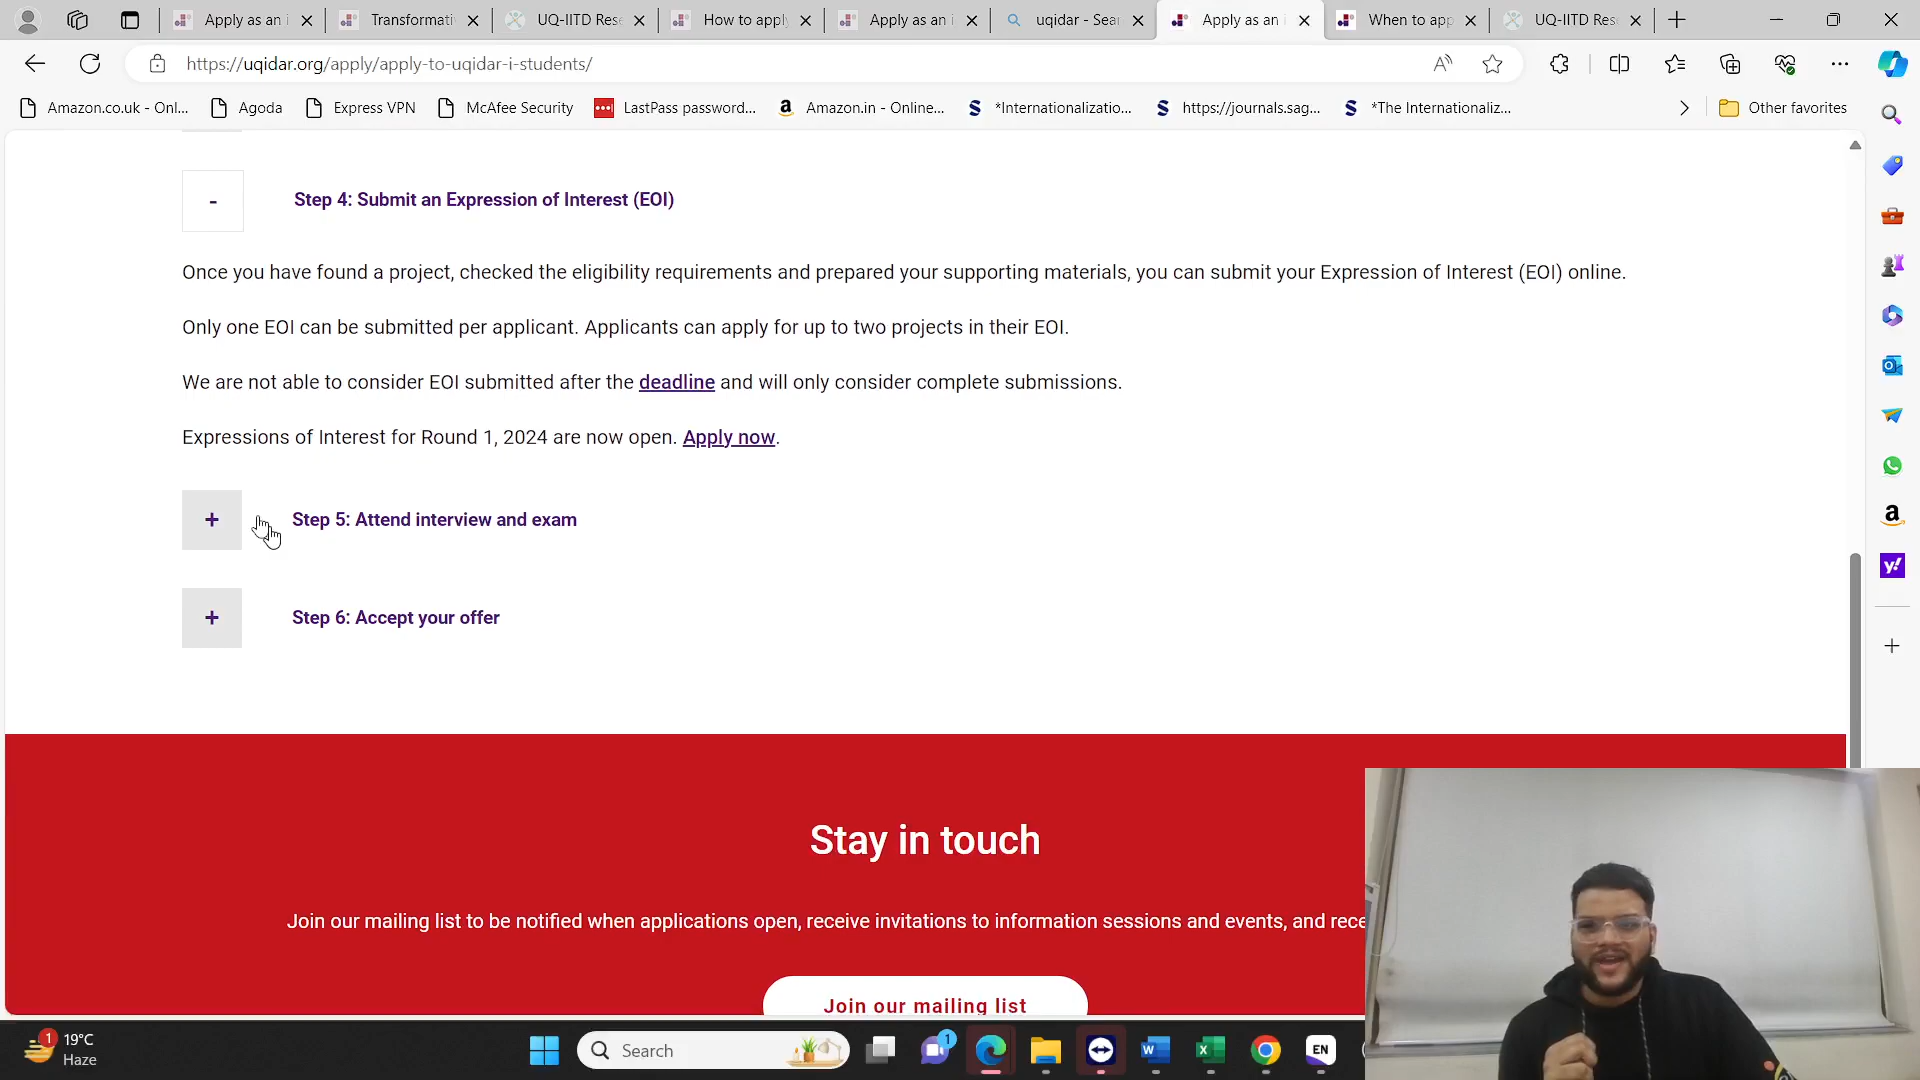 Apply as an i
Transformati
UQ-IITD Res
How to apply
Apply as an i
uqidar - Sear
Apply as an
When to app
UQ-IITD Res
https://uqidar.org/apply/apply-to-uqidar-i-students/
Amazon.co.uk - Onl...
Agoda
Express VPN
McAfee Security
LastPass password...
Amazon.in - Online...
*Internationalizatio...
https://journals.sag...
*The Internationaliz...
Other favorites
- Step 4: Submit an Expression of Interest (EOI)
Once you have found a project, checked the eligibility requirements and prepared your supporting materials, you can submit your Expression of Interest (EOI) online.
Only one EOI can be submitted per applicant. Applicants can apply for up to two projects in their EOI.
We are not able to consider EOI submitted after the deadline and will only consider complete submissions.
Expressions of Interest for Round 1, 2024 are now open. Apply now.
+ Step 5: Attend interview and exam
+ Step 6: Accept your offer
Stay in touch
Join our mailing list to be notified when applications open, receive invitations to information sessions and events, and rece
Join our mailing list
1
19°C
Haze
Search
1
EN